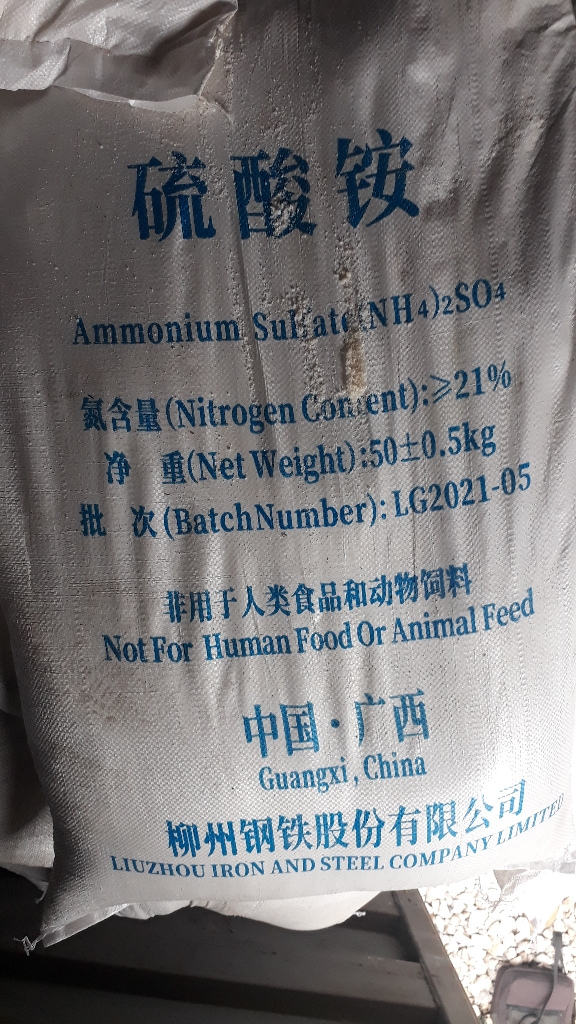 硫酸铵
Ammonium Sulfate(NH4)2SO4
氮含量(Nitrogen Content):≥21%
净 重(Net Weight):50±0.5kg
批 次(Batch Number): LG2021-05
非用于人类食品和动物饲料
Not For Human Food Or Animal Feed
中国·广西
Guangxi, China
柳州钢铁股份有限公司
LIUZHOU IRON AND STEEL COMPANY LIMITED